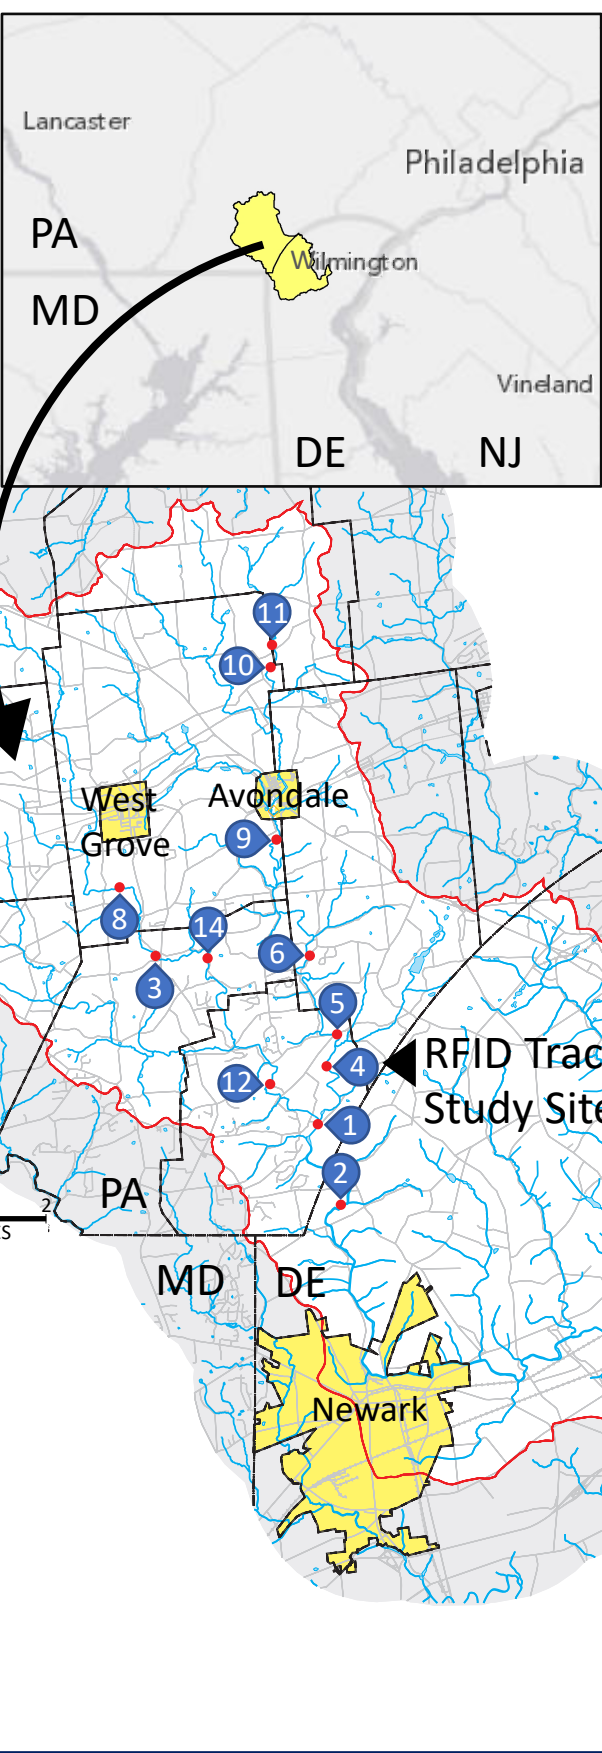 Lancaster
Philadelphia
PA
Wilmington
MD
Vineland
DE
NJ
11
10
West
Grove
Avondale
9
8
14
6
3
5
RFID Trac
Study Site
4
12
1
2
PA
2
MD
DE
Newark